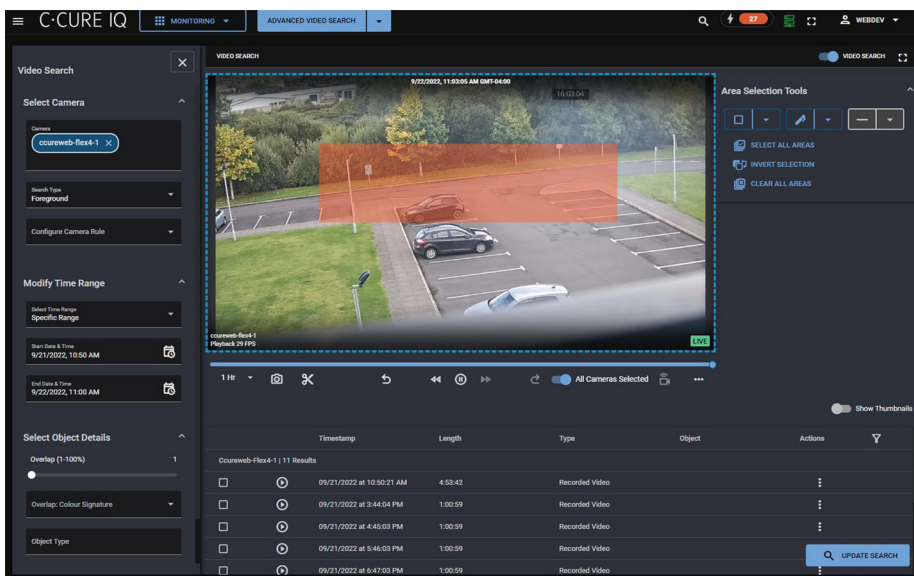 C·CURE IQ
MONITORING
ADVANCED VIDEO SEARCH
27
WEBDEV
Video Search
Select Camera
Camera
ccureweb-flex4-1
Search Type
Foreground
Configure Camera Rule
Modify Time Range
Select Time Range
Specific Range
Start Date & Time
9/21/2022, 10:50 AM
End Date & Time
9/22/2022, 11:00 AM
Select Object Details
Overlap (1-100%) 1
Overlap: Colour Signature
Object Type
VIDEO SEARCH
VIDEO SEARCH
9/22/2022, 11:03:05 AM GMT-04:00
16:03:04
ccureweb-flex4-1
Playback 29 FPS
LIVE
1 Hr
All Cameras Selected
Area Selection Tools
SELECT ALL AREAS
INVERT SELECTION
CLEAR ALL AREAS
Show Thumbnails
Timestamp Length Type Object Actions
Ccureweb-Flex4-1 | 11 Results
09/21/2022 at 10:50:21 AM 4:53:42 Recorded Video
09/21/2022 at 3:44:04 PM 1:00:59 Recorded Video
09/21/2022 at 4:45:03 PM 1:00:59 Recorded Video
09/21/2022 at 5:46:03 PM 1:00:59 Recorded Video
09/21/2022 at 6:47:03 PM 1:00:59 Recorded Video
UPDATE SEARCH